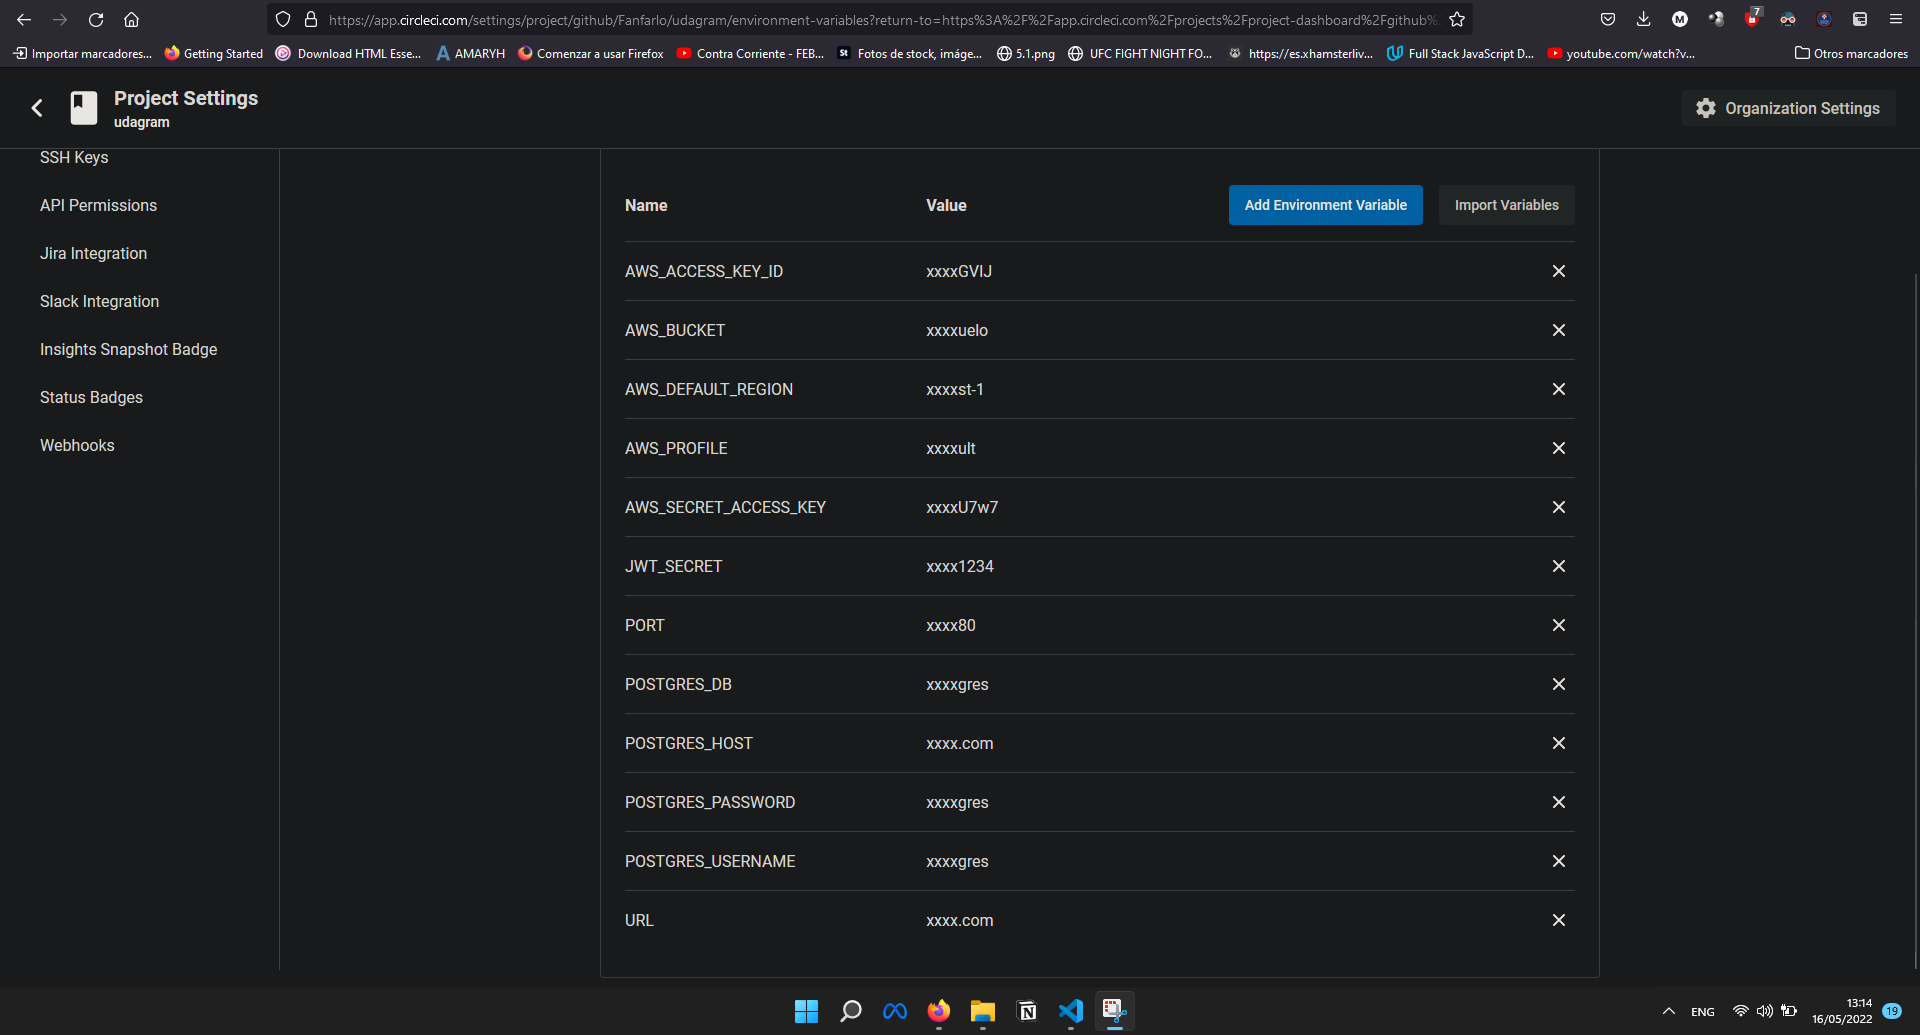 https://app.circleci.com/settings/project/github/Fanfarlo/udagram/environment-variables?return-to=https%3A%2F%2Fapp.circleci.com%2Fprojects%2Fproject-dashboard%2Fgithub%
M
7
Importar marcadores...
Getting Started
Download HTML Esse...
AMARYH
Comenzar a usar Firefox
Contra Corriente - FEB...
St
Fotos de stock, imáge...
5.1.png
UFC FIGHT NIGHT FO...
https://es.xhamsterliv...
Full Stack JavaScript D...
youtube.com/watch?v...
Otros marcadores
Project Settings
udagram
Organization Settings
SSH Keys
API Permissions
Jira Integration
Slack Integration
Insights Snapshot Badge
Status Badges
Webhooks
Name Value Add Environment Variable Import Variables
AWS_ACCESS_KEY_ID xxxxGVIJ
AWS_BUCKET xxxxuelo
AWS_DEFAULT_REGION xxxxst-1
AWS_PROFILE xxxxult
AWS_SECRET_ACCESS_KEY xxxxU7w7
JWT_SECRET xxxx1234
PORT xxxx80
POSTGRES_DB xxxxgres
POSTGRES_HOST xxxx.com
POSTGRES_PASSWORD xxxxgres
POSTGRES_USERNAME xxxxgres
URL xxxx.com
ENG
13:14
16/05/2022
19